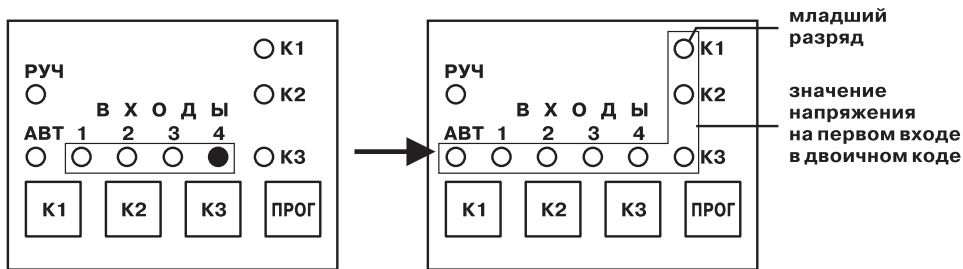 К1
РУЧ
К2
В Х О Д Ы
АВТ 1 2 3 4
К3
К1 К2 К3 ПРОГ
младший
разряд
К1
РУЧ
К2
В Х О Д Ы
АВТ 1 2 3 4
К3
К1 К2 К3 ПРОГ
значение
напряжения
на первом входе
в двоичном коде